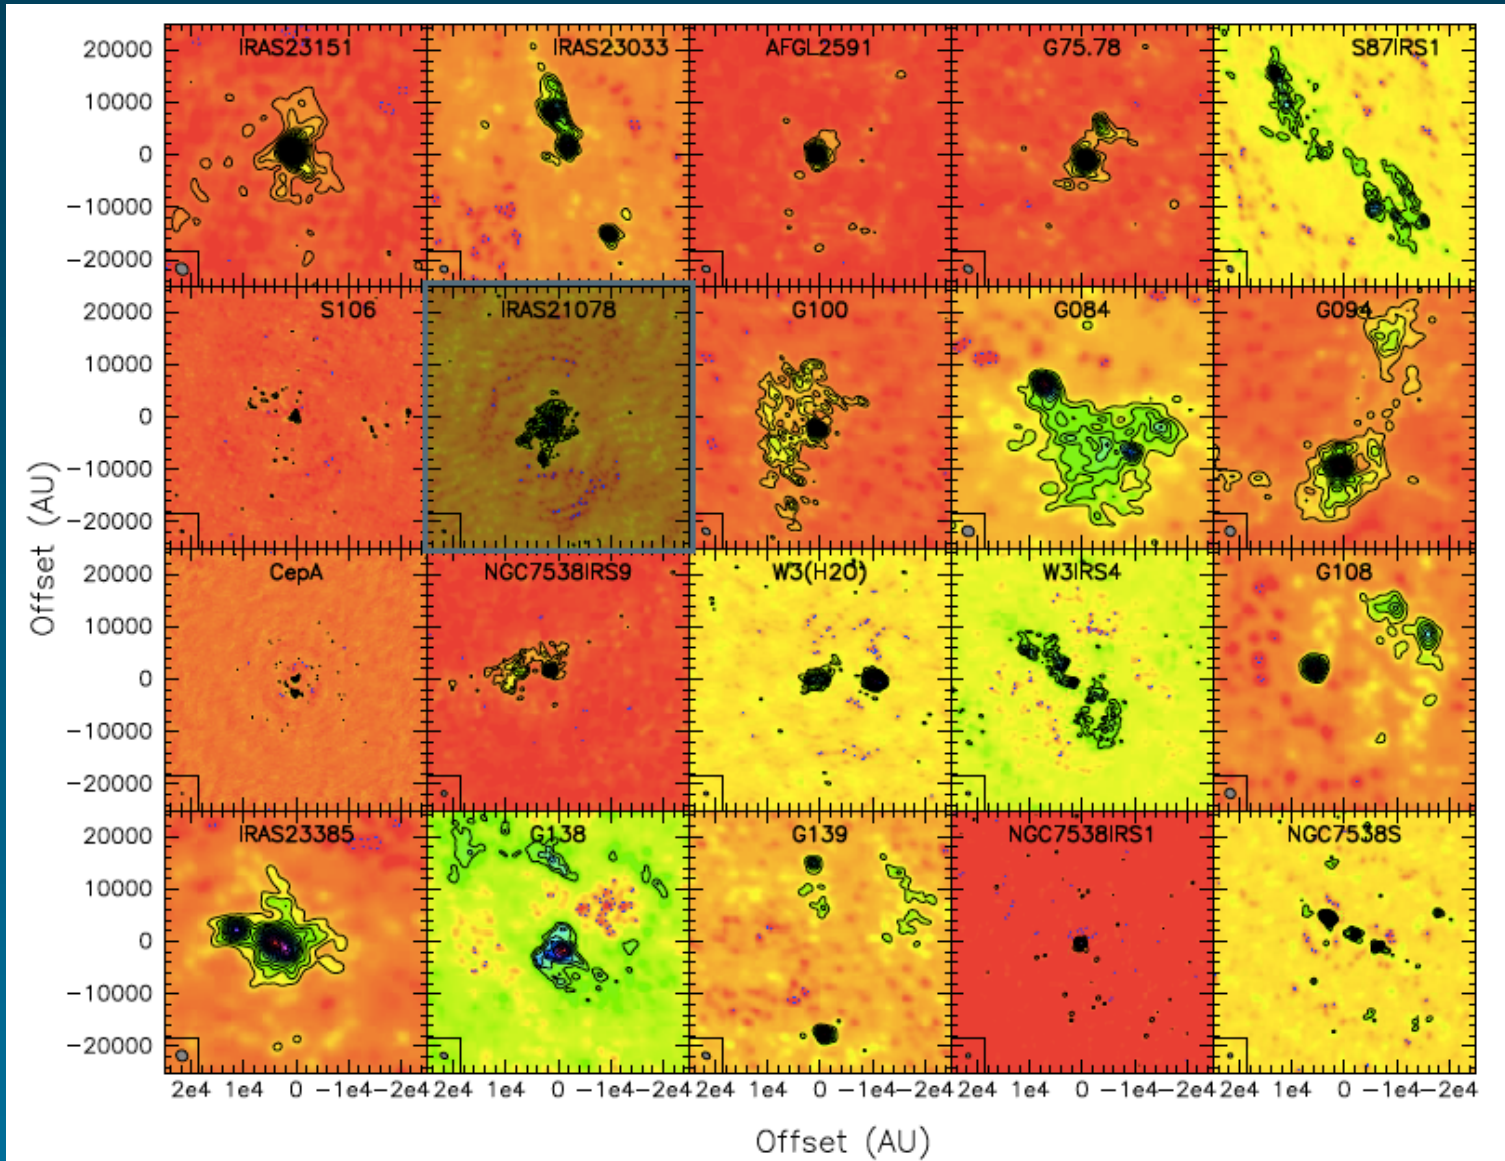 IRAS23151 IRAS23033 AFGL2591 G75.78 S87IRS1
20000
10000
0
−10000
−20000
S106 IRAS21078 G100 G084 G094
20000
10000
0
−10000
−20000
CepA NGC7538IRS9 W3(H2O) W3IRS4 G108
20000
10000
0
−10000
−20000
IRAS23385 G138 G139 NGC7538IRS1 NGC7538S
20000
10000
0
−10000
−20000
Offset (AU)
2e4 1e4 0 −1e4−2e4 2e4 1e4 0 −1e4−2e4 2e4 1e4 0 −1e4−2e4 2e4 1e4 0 −1e4−2e4 2e4 1e4 0 −1e4−2e4
Offset (AU)